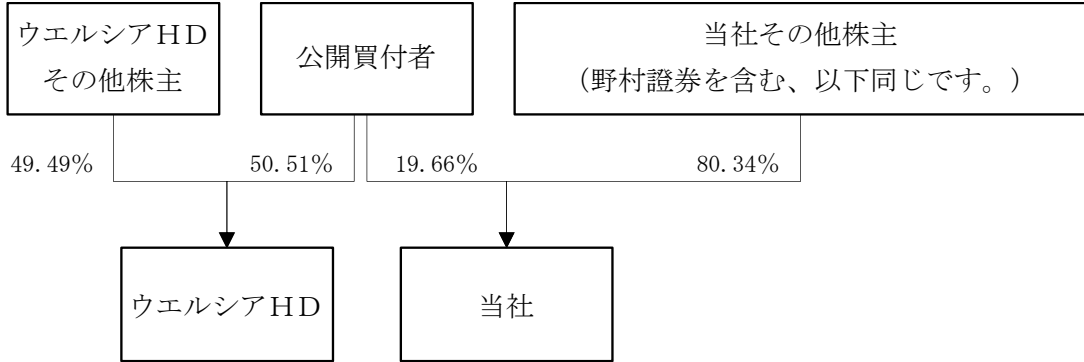 ウエルシアHD
その他株主
公開買付者
当社その他株主
(野村證券を含む、以下同じです。)
49.49%
50.51%
19.66%
80.34%
ウエルシアHD
当社